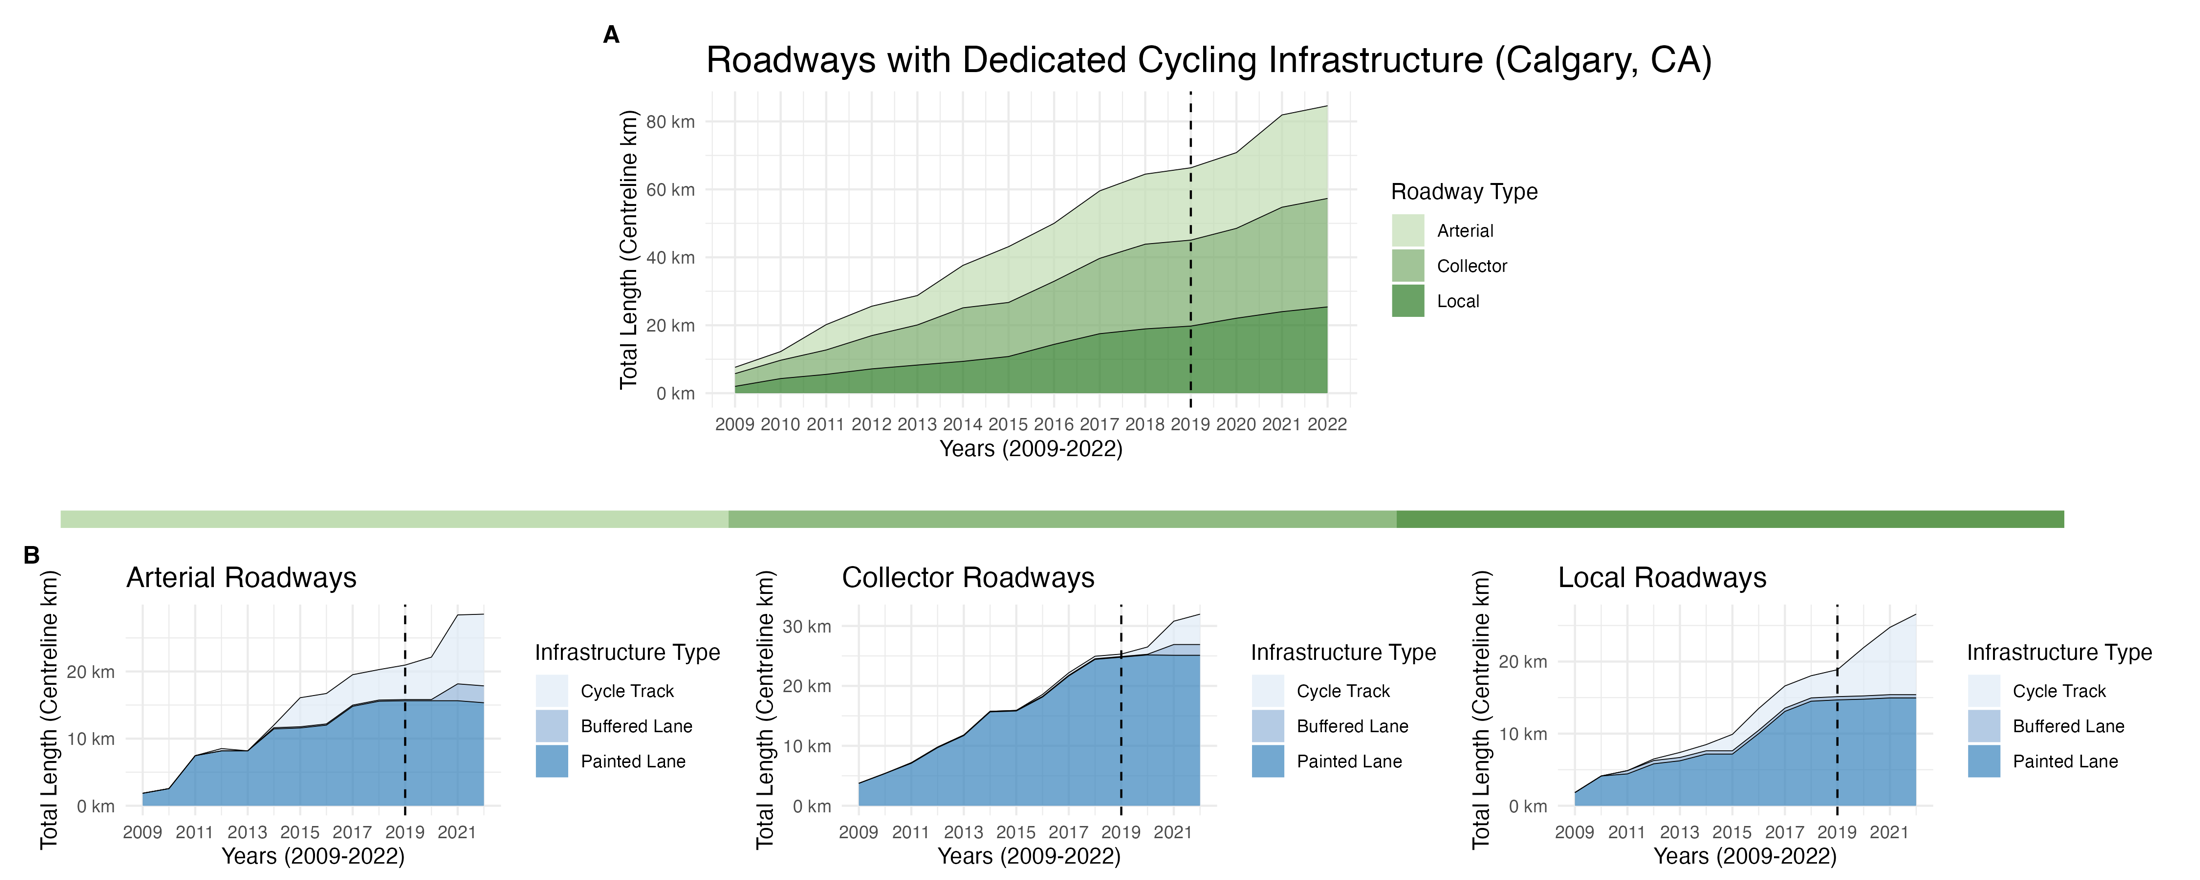 A
Roadways with Dedicated Cycling Infrastructure (Calgary, CA)
Total Length (Centreline km)
80 km
60 km
40 km
20 km
0 km
2009 2010 2011 2012 2013 2014 2015 2016 2017 2018 2019 2020 2021 2022
Years (2009-2022)
Roadway Type
Arterial
Collector
Local
B
Arterial Roadways
Total Length (Centreline km)
20 km
10 km
0 km
2009 2011 2013 2015 2017 2019 2021
Years (2009-2022)
Infrastructure Type
Cycle Track
Buffered Lane
Painted Lane
Collector Roadways
Total Length (Centreline km)
30 km
20 km
10 km
0 km
2009 2011 2013 2015 2017 2019 2021
Years (2009-2022)
Infrastructure Type
Cycle Track
Buffered Lane
Painted Lane
Local Roadways
Total Length (Centreline km)
20 km
10 km
0 km
2009 2011 2013 2015 2017 2019 2021
Years (2009-2022)
Infrastructure Type
Cycle Track
Buffered Lane
Painted Lane